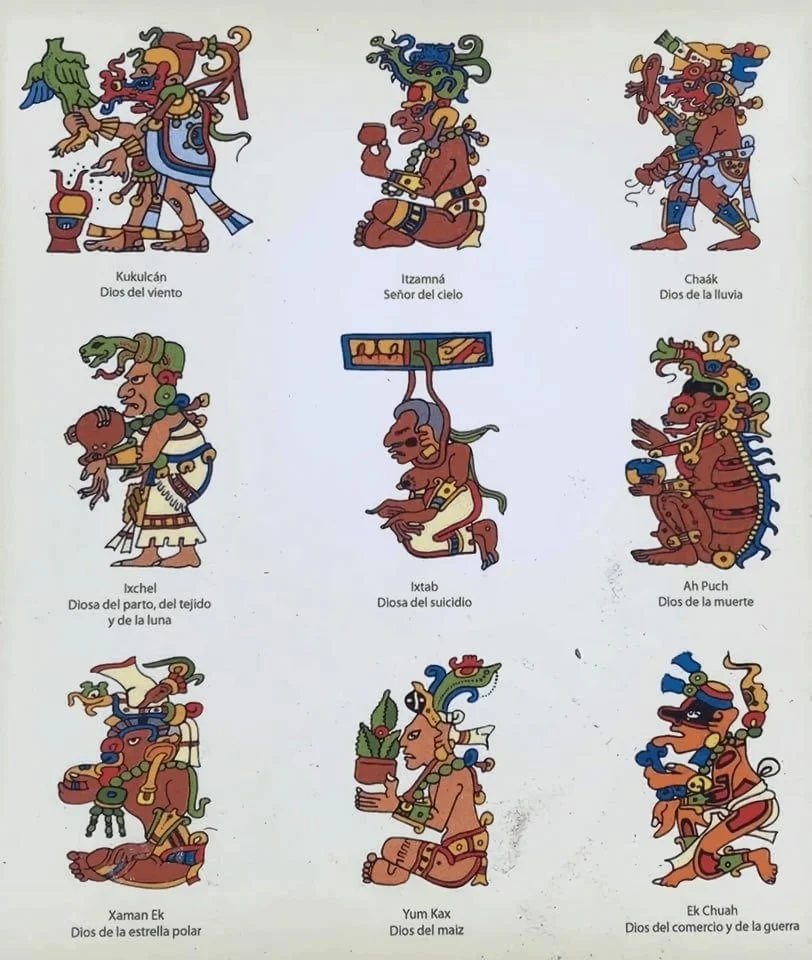 Kukulcán
Dios del viento
Itzamná
Señor del cielo
Chaák
Dios de la lluvia
Ixchel
Diosa del parto, del tejido
y de la luna
Ixtab
Diosa del suicidio
Ah Puch
Dios de la muerte
Xaman Ek
Dios de la estrella polar
Yum Kax
Dios del maiz
Ek Chuah
Dios del comercio y de la guerra